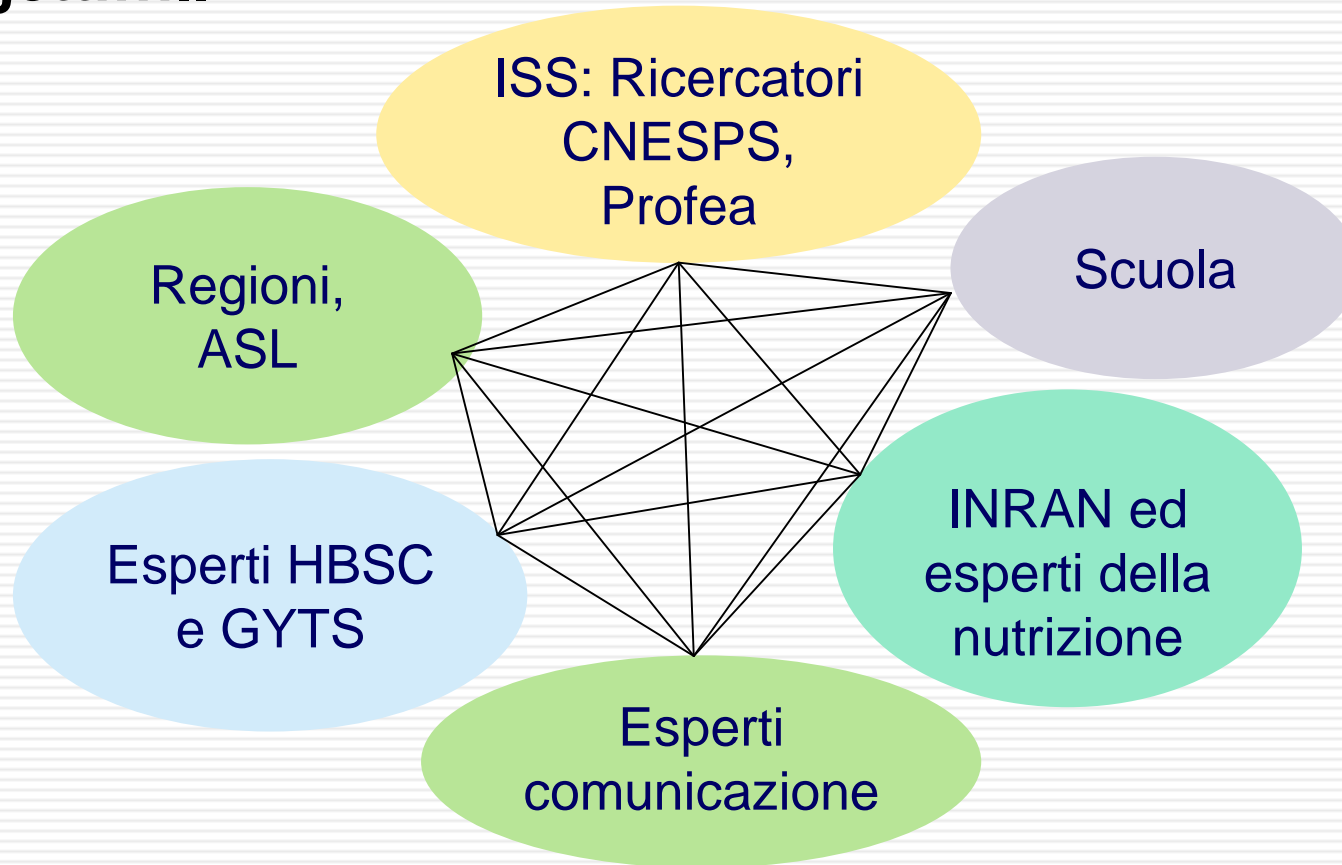 ISS: Ricercatori
CNESPS,
Profea
Scuola
Regioni,
ASL
INRAN ed
esperti della
nutrizione
Esperti HBSC
e GYTS
Esperti
comunicazione